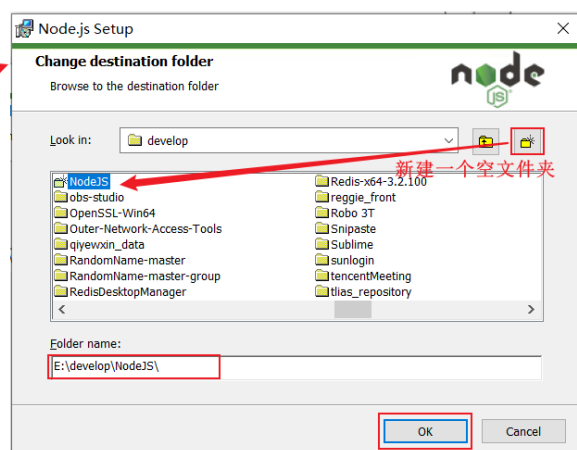 Node.js Setup
Change destination folder
Browse to the destination folder
node
JS
Look in:
develop
新建一个空文件夹
NodeJS
obs-studio
OpenSSL-Win64
Outer-Network-Access-Tools
qiyewxin_data
RandomName-master
RandomName-master-group
RedisDesktopManager
Redis-x64-3.2.100
reggie_front
Robo 3T
Snipaste
Sublime
sunlogin
tencentMeeting
tlias_repository
Folder name:
E:\develop\NodeJS\
OK
Cancel